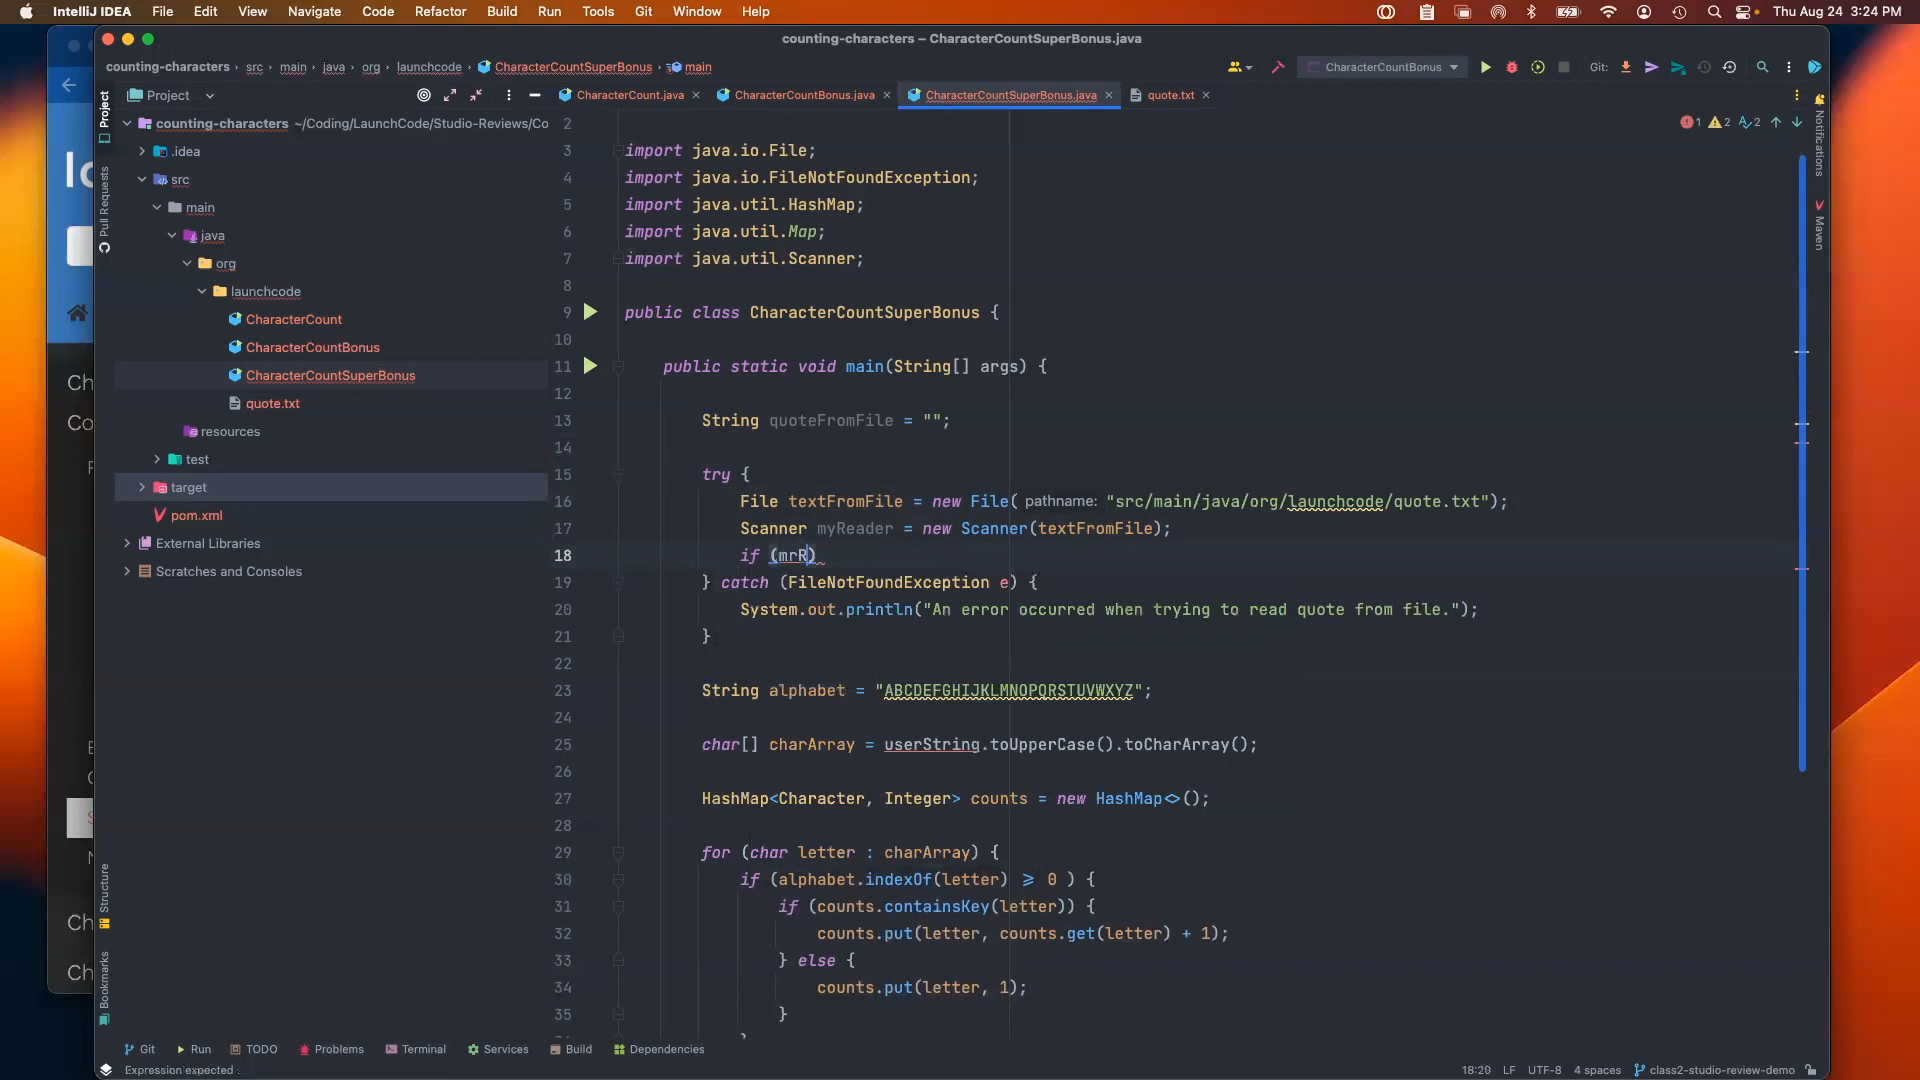 IntelliJ IDEA File Edit View Navigate Code Refactor Build Run Tools Git Window Help Thu Aug 24 3:24 PM
counting-characters – CharacterCountSuperBonus.java
counting-characters › src › main › java › org › launchcode › CharacterCountSuperBonus › main CharacterCountBonus Git:
Project CharacterCount.java CharacterCountBonus.java CharacterCountSuperBonus.java quote.txt
counting-characters ~/Coding/LaunchCode/Studio-Reviews/Co
.idea
src
main
java
org
launchcode
CharacterCount
CharacterCountBonus
CharacterCountSuperBonus
quote.txt
resources
test
target
pom.xml
External Libraries
Scratches and Consoles
Project
Pull Requests
Structure
Bookmarks
1 2 2
Notifications
Maven
2
3 import java.io.File;
4 import java.io.FileNotFoundException;
5 import java.util.HashMap;
6 import java.util.Map;
7 import java.util.Scanner;
8
9 public class CharacterCountSuperBonus {
10
11 public static void main(String[] args) {
12
13 String quoteFromFile = "";
14
15 try {
16 File textFromFile = new File( pathname: "src/main/java/org/launchcode/quote.txt");
17 Scanner myReader = new Scanner(textFromFile);
18 if (mrR)
19 } catch (FileNotFoundException e) {
20 System.out.println("An error occurred when trying to read quote from file.");
21 }
22
23 String alphabet = "ABCDEFGHIJKLMNOPQRSTUVWXYZ";
24
25 char[] charArray = userString.toUpperCase().toCharArray();
26
27 HashMap<Character, Integer> counts = new HashMap<>();
28
29 for (char letter : charArray) {
30 if (alphabet.indexOf(letter) >= 0 ) {
31 if (counts.containsKey(letter)) {
32 counts.put(letter, counts.get(letter) + 1);
33 } else {
34 counts.put(letter, 1);
35 }
Git Run TODO Problems Terminal Services Build Dependencies
Expression expected : 18:20 LF UTF-8 4 spaces class2-studio-review-demo